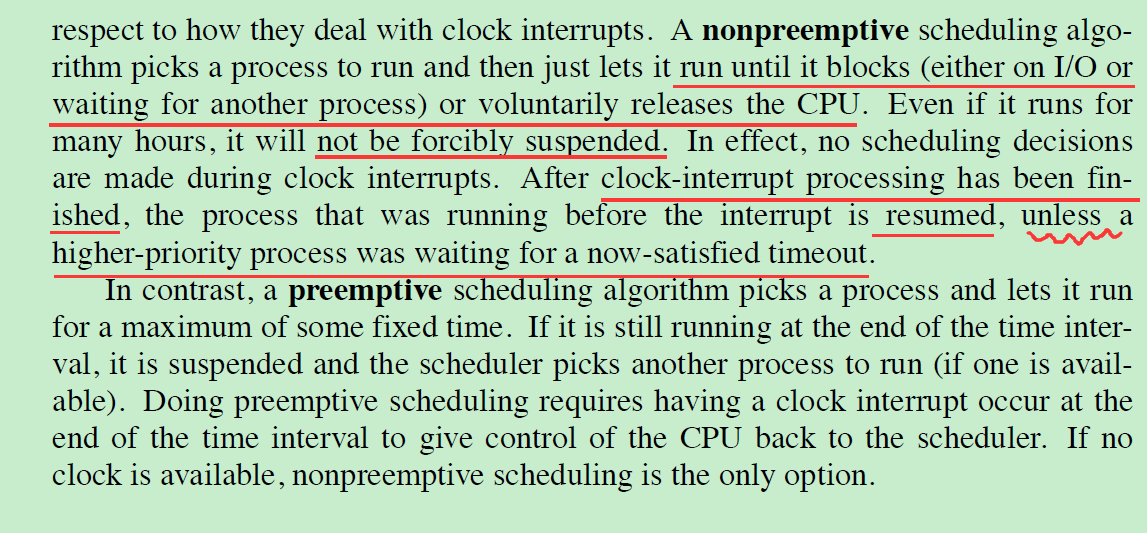 respect to how they deal with clock interrupts. A nonpreemptive scheduling algo-
rithm picks a process to run and then just lets it run until it blocks (either on I/O or
waiting for another process) or voluntarily releases the CPU. Even if it runs for
many hours, it will not be forcibly suspended. In effect, no scheduling decisions
are made during clock interrupts. After clock-interrupt processing has been fin-
ished, the process that was running before the interrupt is resumed, unless a
higher-priority process was waiting for a now-satisfied timeout.
In contrast, a preemptive scheduling algorithm picks a process and lets it run
for a maximum of some fixed time. If it is still running at the end of the time inter-
val, it is suspended and the scheduler picks another process to run (if one is avail-
able). Doing preemptive scheduling requires having a clock interrupt occur at the
end of the time interval to give control of the CPU back to the scheduler. If no
clock is available, nonpreemptive scheduling is the only option.